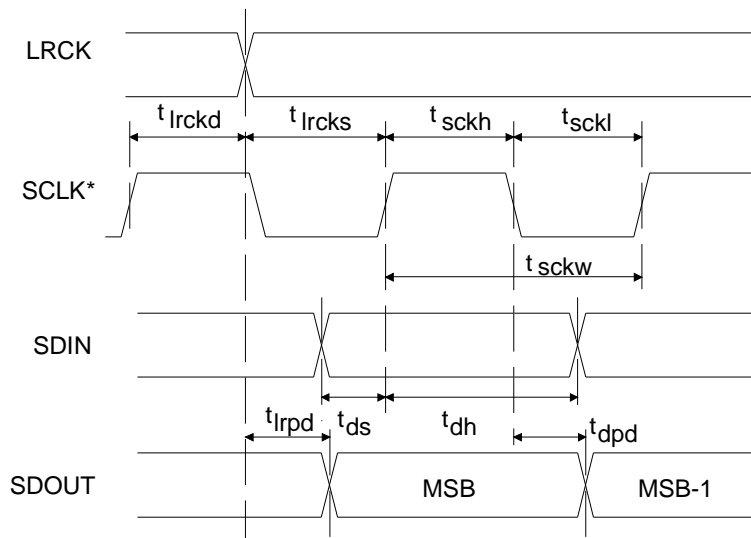 LRCK
t lrckd t lrcks t sckh t sckl
SCLK*
t sckw
SDIN
t lrpd t ds t dh t dpd
SDOUT MSB MSB-1